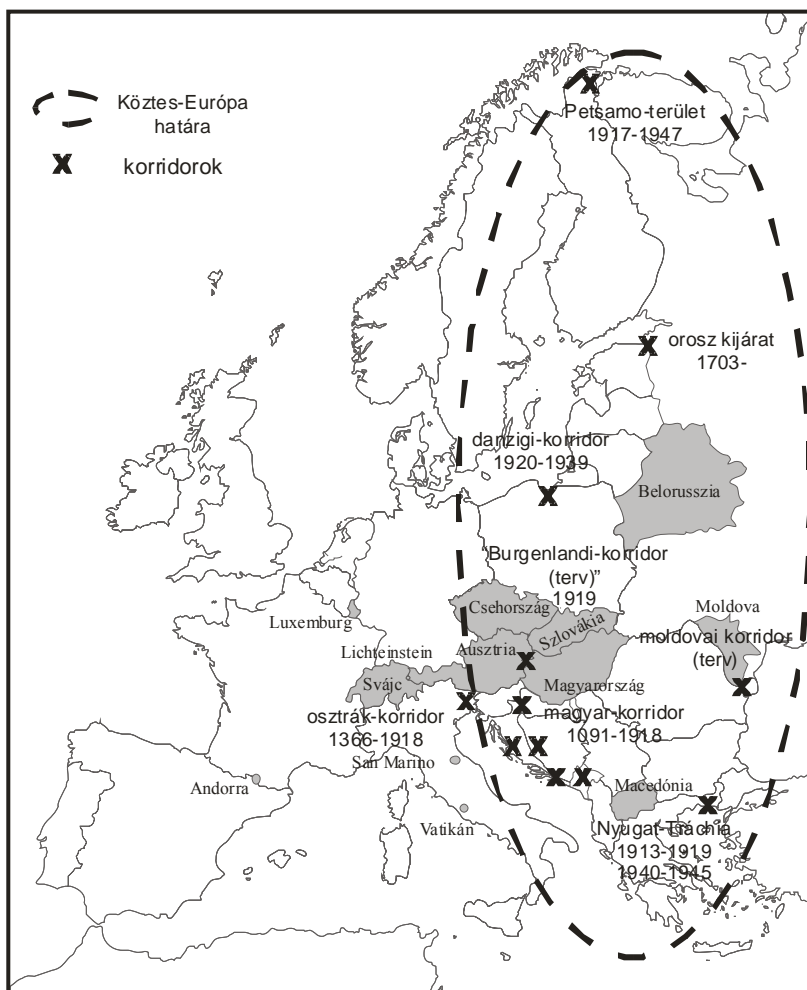 Köztes-Európa
határa
korridorok
Petsamo-terület
1917-1947
orosz kijárat
1703-
danzigi-korridor
1920-1939
Belorusszia
"Burgenlandi-korridor
(terv)"
1919
Csehország
Szlovákia
Moldova
moldovai korridor
(terv)
Luxemburg
Lichteinstein
Ausztria
Svájc
Magyarország
osztrák-korridor
1366-1918
magyar-korridor
1091-1918
San Marino
Andorra
Macedónia
Vatikán
Nyugat-Tráchia
1913-1919
1940-1945